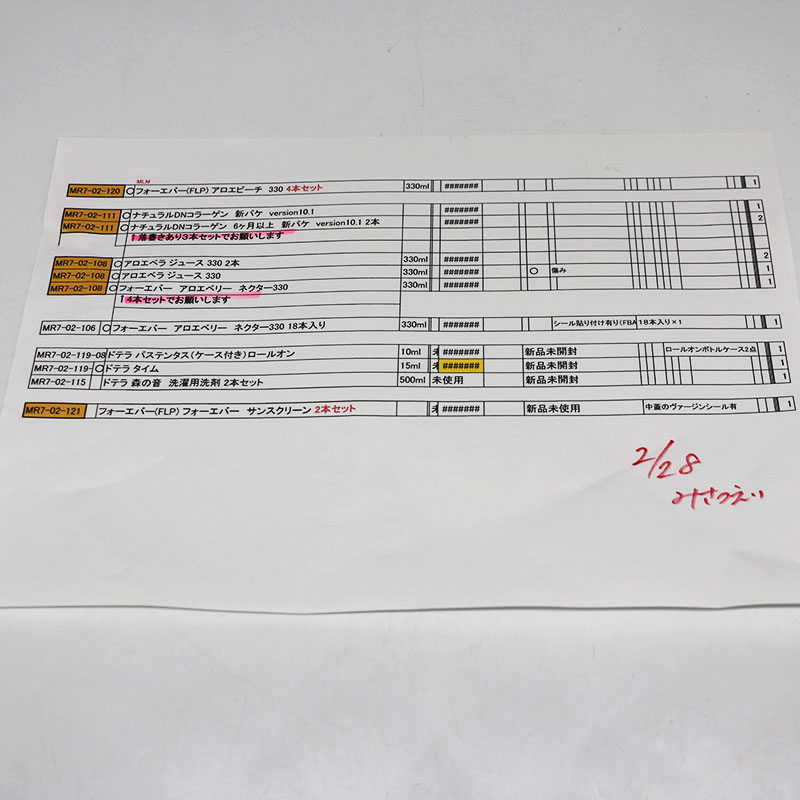 MLM
MR7-02-120 ○ フォーエバー(FLP) アロエピーチ 330 4本セット 330ml ####### 1
MR7-02-111 ○ ナチュラルDNコラーゲン 新パケ version10.1 ####### 1
MR7-02-111 ○ ナチュラルDNコラーゲン 6ヶ月以上 新パケ version10.1 2本 ####### 2
↑落書きあり3本セットでお願いします
MR7-02-108 ○ アロエベラ ジュース 330 2本 330ml ####### 2
MR7-02-108 ○ アロエベラ ジュース 330 330ml ####### ○ 傷み 1
MR7-02-108 ○ フォーエバー アロエベリー ネクター330 330ml ####### 1
↑4本セットでお願いします
MR7-02-106 ○ フォーエバー アロエベリー ネクター330 18本入り 330ml ####### シール貼り付け有り(FBA 18本入り×1 1
MR7-02-119-08 ドテラ パステンタス(ケース付き)ロールオン 10ml ####### 新品未開封 ロールオンボトルケース2点 1
MR7-02-119- ○ ドテラ タイム 15ml ####### 新品未開封 1
MR7-02-115 ドテラ 森の音 洗濯用洗剤 2本セット 500ml 未使用 新品未開封 1
MR7-02-121 フォーエバー(FLP) フォーエバー サンスクリーン 2本セット ####### 新品未使用 中蓋のヴァージンシール有 1
2/28